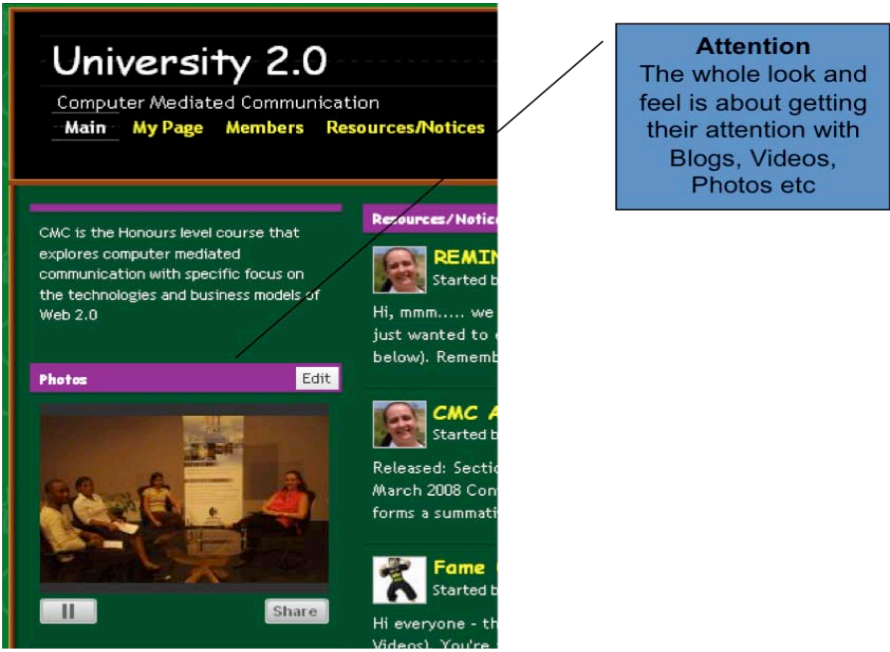 University 2.0
Computer Mediated Communication
Main My Page Members Resources/Notices
CMC is the Honours level course that
explores computer mediated
communication with specific focus on
the technologies and business models of
Web 2.0
Photos Edit
Share
Resources/Notic
REMIN
Started b
Hi, mmm..... we
just wanted to
below). Rememb
CMC A
Started b
Released: Sectio
March 2008 Con
forms a summati
Fame
Started b
Hi everyone - th
Videos). You're
Attention
The whole look and
feel is about getting
their attention with
Blogs, Videos,
Photos etc